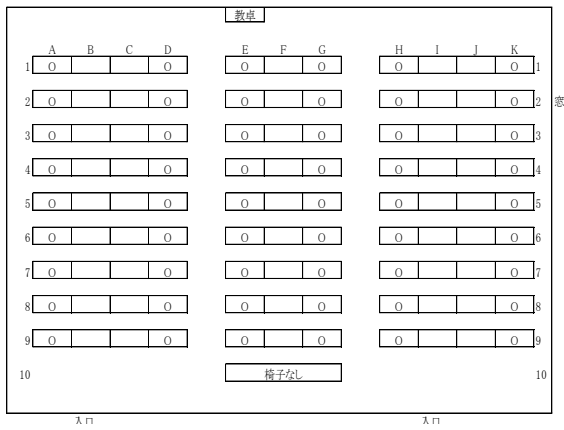 教卓
A B C D E F G H I J K
1 O O O O O O 1
2 O O O O O O 2 窓
3 O O O O O O 3
4 O O O O O O 4
5 O O O O O O 5
6 O O O O O O 6
7 O O O O O O 7
8 O O O O O O 8
9 O O O O O O 9
10 椅子なし 10
入口 入口